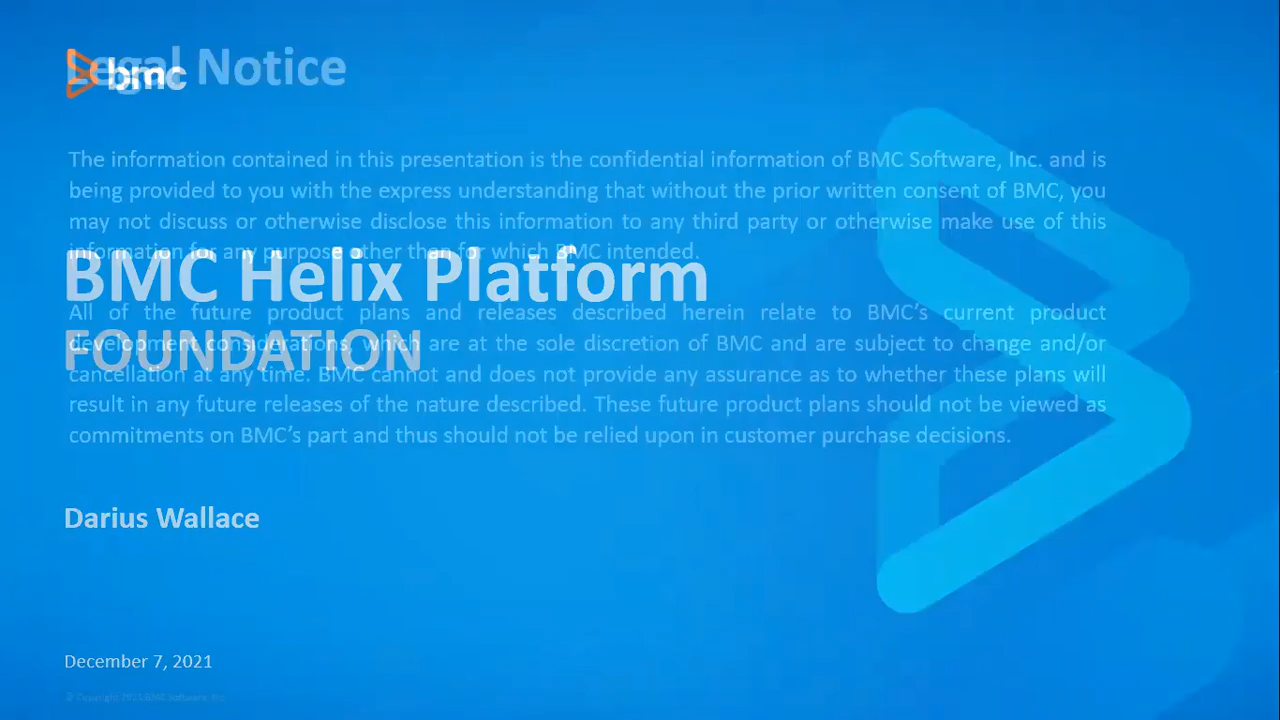 Legal Notice
bmc
The information contained in this presentation is the confidential information of BMC Software, Inc. and is
being provided to you with the express understanding that without the prior written consent of BMC, you
may not discuss or otherwise disclose this information to any third party or otherwise make use of this
information for any purpose other than for which BMC intended.
BMC Helix Platform
All of the future product plans and releases described herein relate to BMC’s current product
FOUNDATION
development considerations, which are at the sole discretion of BMC and are subject to change and/or
cancellation at any time. BMC cannot and does not provide any assurance as to whether these plans will
result in any future releases of the nature described. These future product plans should not be viewed as
commitments on BMC’s part and thus should not be relied upon in customer purchase decisions.
Darius Wallace
December 7, 2021
© Copyright 2021 BMC Software, Inc.